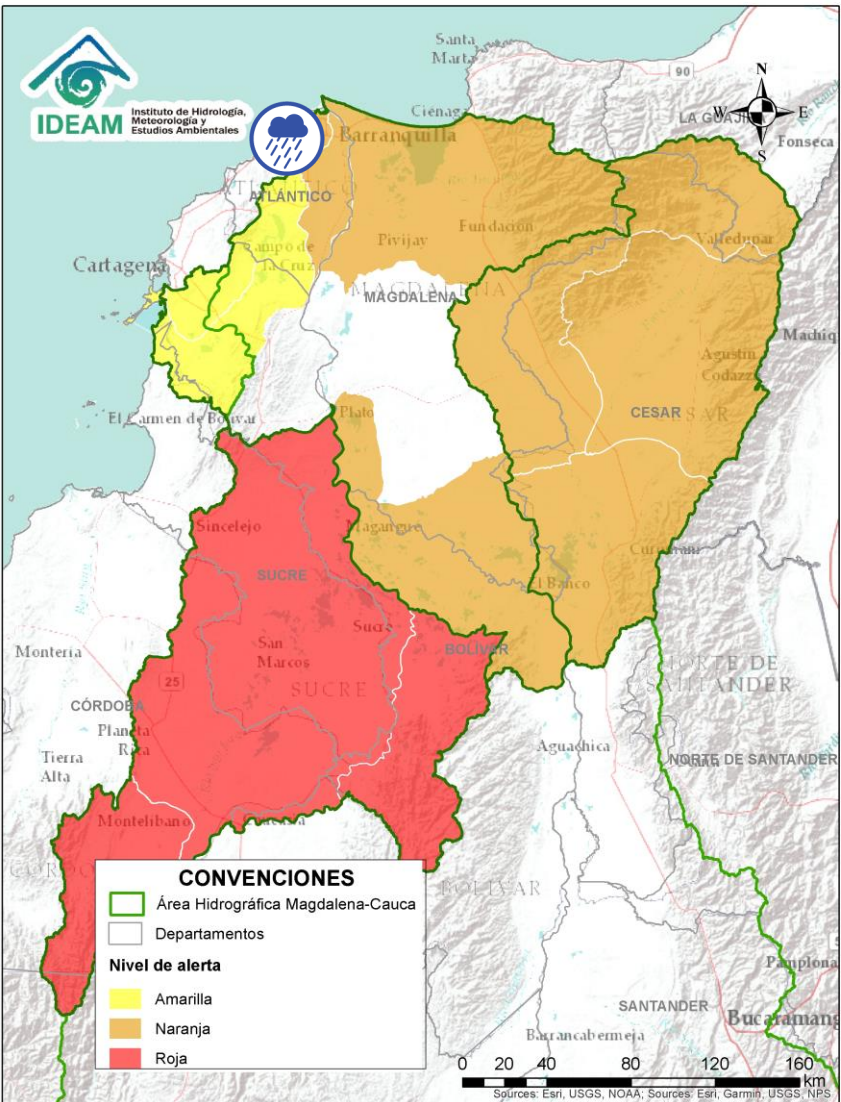 IDEAM
Instituto de Hidrología,
Meteorología y
Estudios Ambientales
Santa
Marta
90
N
W
E
S
LA GUAJIRA
Fonseca
Ciénaga
Barranquilla
ATLÁNTICO
Campo de
la Cruz
Pivijay
Fundación
Valledupar
Cartagena
MAGDALENA
MAGDALENA
Agustín
Codazzi
CESAR
CESAR
El Carmen de Bolívar
Plato
Sincelejo
Magangué
Curumaní
SUCRE
El Banco
Sucre
Montería
San
Marcos
BOLÍVAR
SUCRE
25
NORTE DE
SANTANDER
CÓRDOBA
Planeta
Rica
Tierra
Alta
Aguachica
NORTE DE SANTANDER
Montelíbano
BOLÍVAR
CONVENCIONES
Área Hidrográfica Magdalena-Cauca
Departamentos
Nivel de alerta
Amarilla
Naranja
Roja
Pamplona
SANTANDER
Bucaramang
Barrancabermeja
0 20 40 80 120 160
km
Sources: Esri, USGS, NOAA; Sources: Esri, Garmin, USGS, NPS